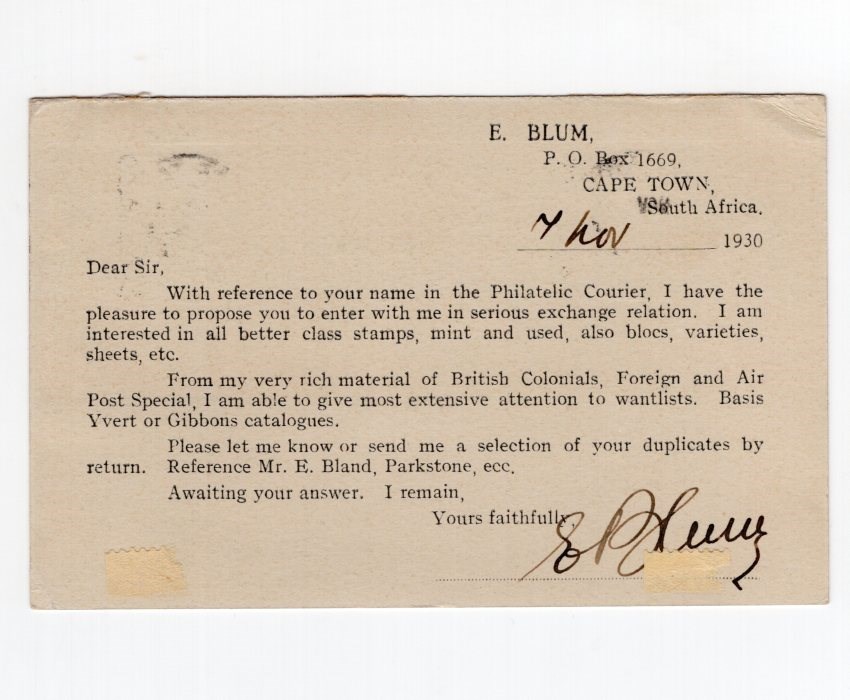 E. BLUM,
P. O. Box 1669,
CAPE TOWN,
South Africa.
7 Nov 1930
Dear Sir,
With reference to your name in the Philatelic Courier, I have the
pleasure to propose you to enter with me in serious exchange relation. I am
interested in all better class stamps, mint and used, also blocs, varieties,
sheets, etc.
From my very rich material of British Colonials, Foreign and Air
Post Special, I am able to give most extensive attention to wantlists. Basis
Yvert or Gibbons catalogues.
Please let me know or send me a selection of your duplicates by
return. Reference Mr. E. Bland, Parkstone, ecc.
Awaiting your answer. I remain,
Yours faithfully,
E Blum